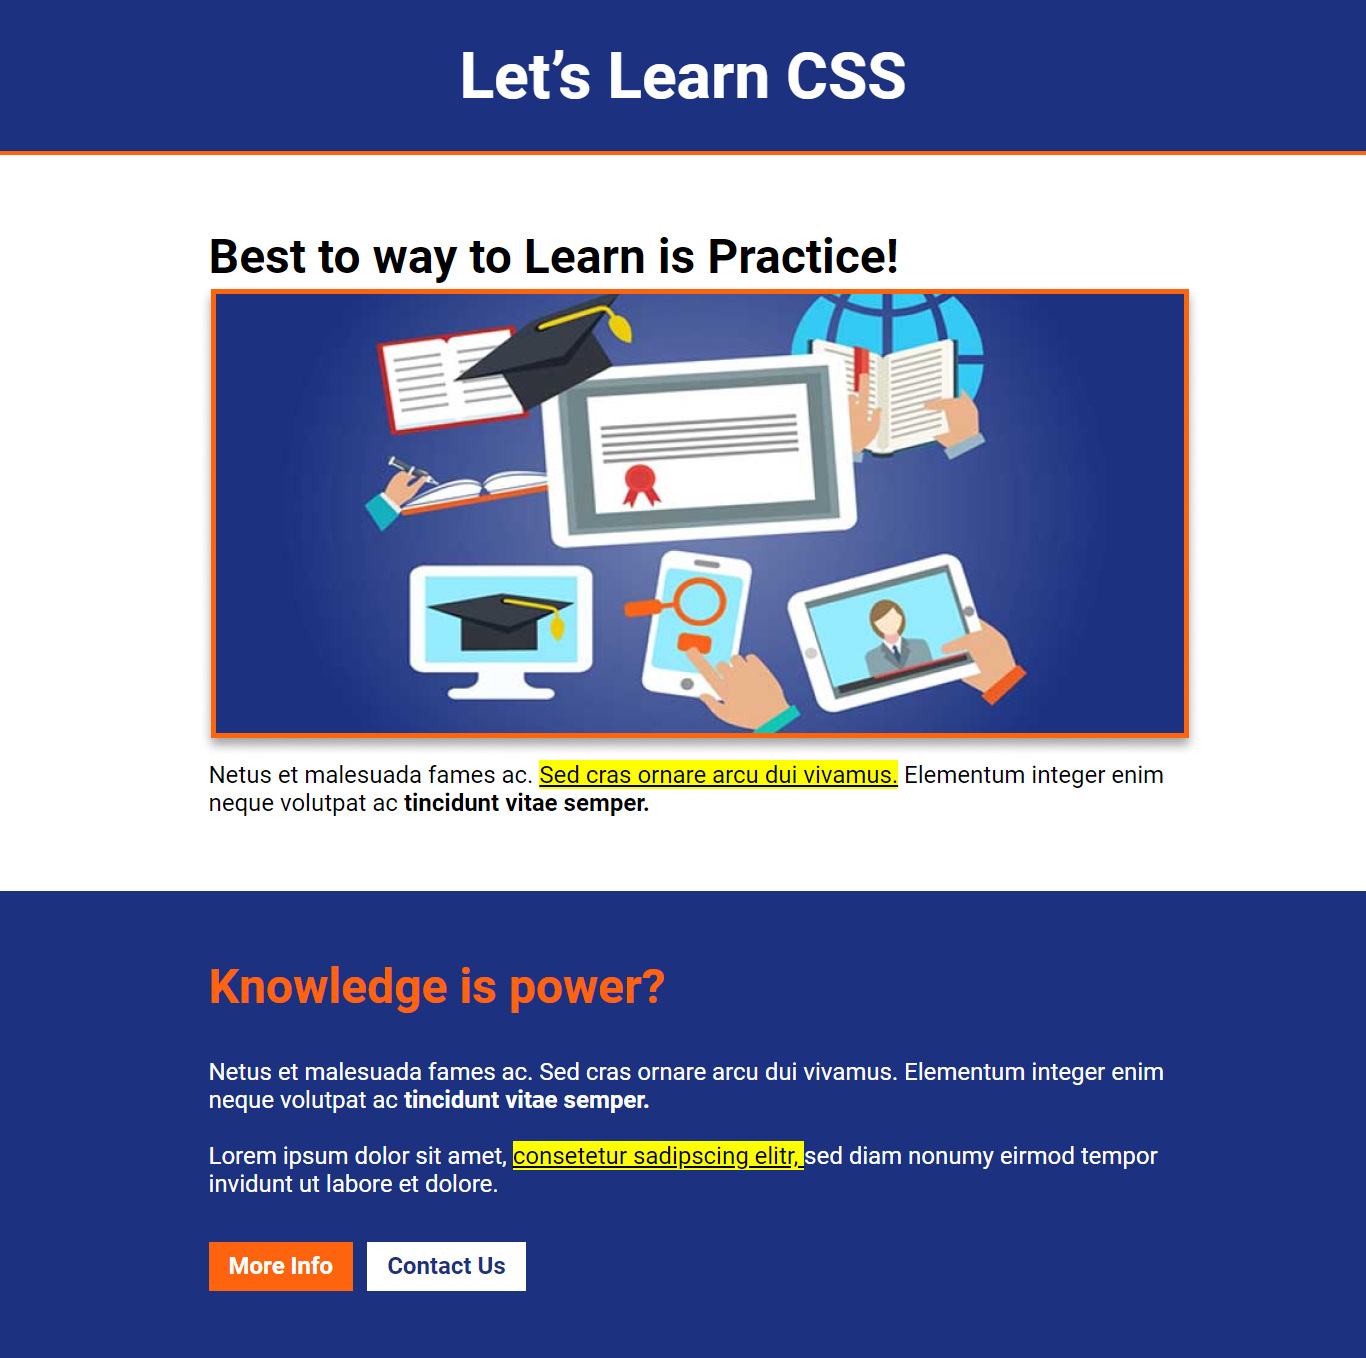 Let’s Learn CSS
Best to way to Learn is Practice!
Netus et malesuada fames ac. Sed cras ornare arcu dui vivamus. Elementum integer enim
neque volutpat ac tincidunt vitae semper.
Knowledge is power?
Netus et malesuada fames ac. Sed cras ornare arcu dui vivamus. Elementum integer enim
neque volutpat ac tincidunt vitae semper.
Lorem ipsum dolor sit amet, consetetur sadipscing elitr, sed diam nonumy eirmod tempor
invidunt ut labore et dolore.
More Info
Contact Us